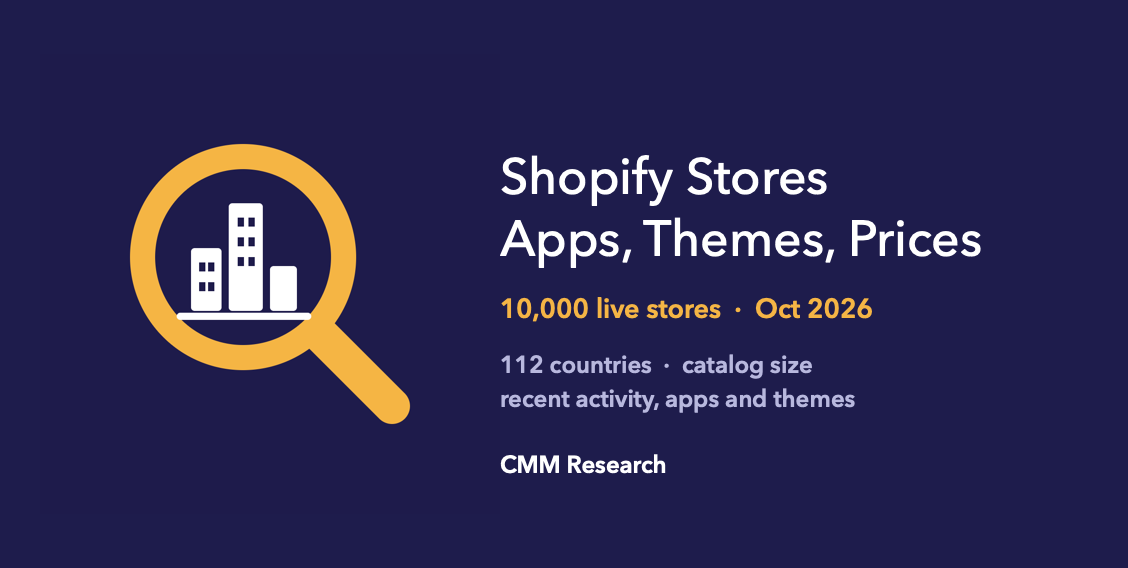 Shopify Stores
Apps, Themes, Prices
10,000 live stores · Oct 2026
112 countries · catalog size
recent activity, apps and themes
CMM Research